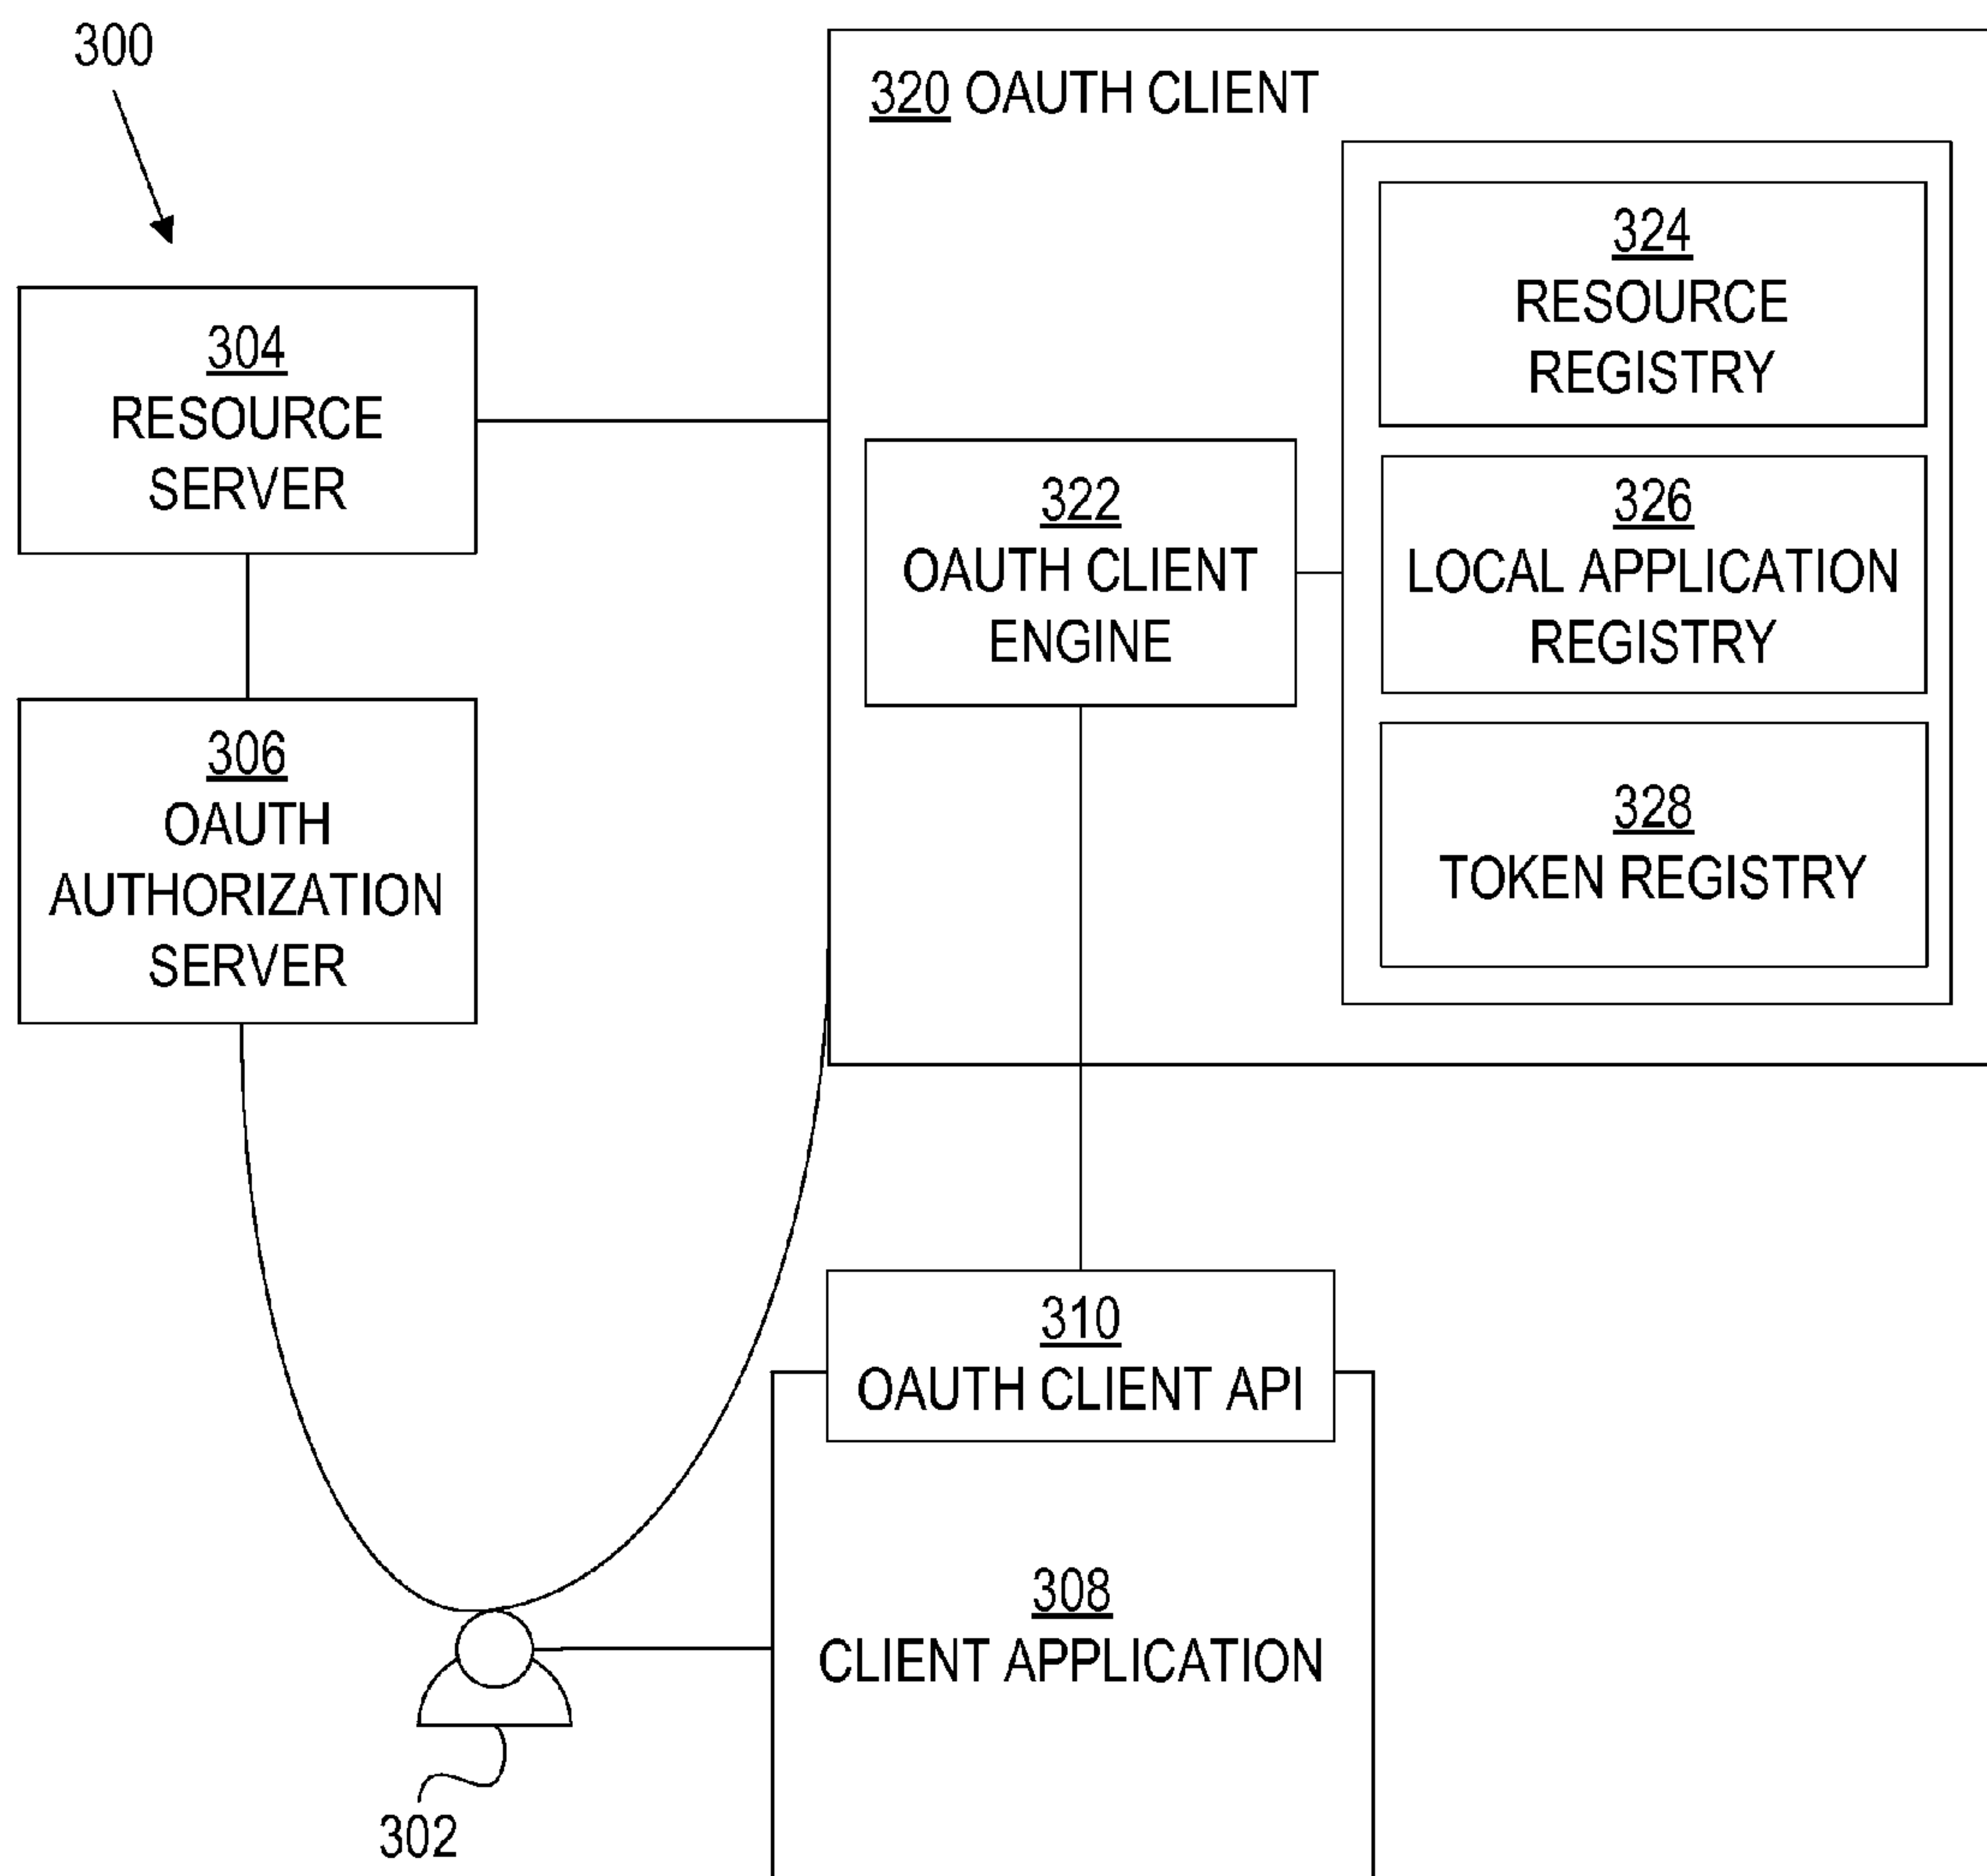 300
320 OAUTH CLIENT
324
RESOURCE
REGISTRY
304
RESOURCE
SERVER
322
OAUTH CLIENT
ENGINE
326
LOCAL APPLICATION
REGISTRY
306
OAUTH
AUTHORIZATION
SERVER
328
TOKEN REGISTRY
310
OAUTH CLIENT API
308
CLIENT APPLICATION
302